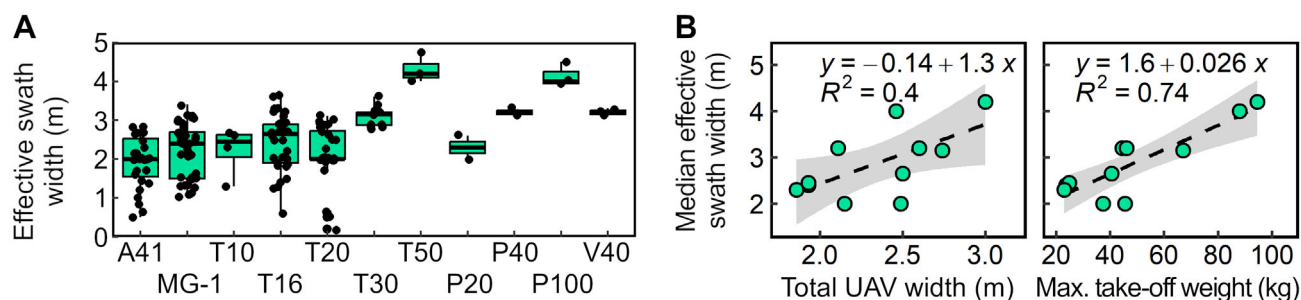 A
Effective swath
width (m)
5
4
3
2
1
0
A41
T10
T20
T50
P40
V40
MG-1
T16
T30
P20
P100
B
Median effective
swath width (m)
5
4
3
2
y = −0.14 + 1.3 x
R² = 0.4
2.0
2.5
3.0
Total UAV width (m)
y = 1.6 + 0.026 x
R² = 0.74
20
40
60
80
100
Max. take-off weight (kg)